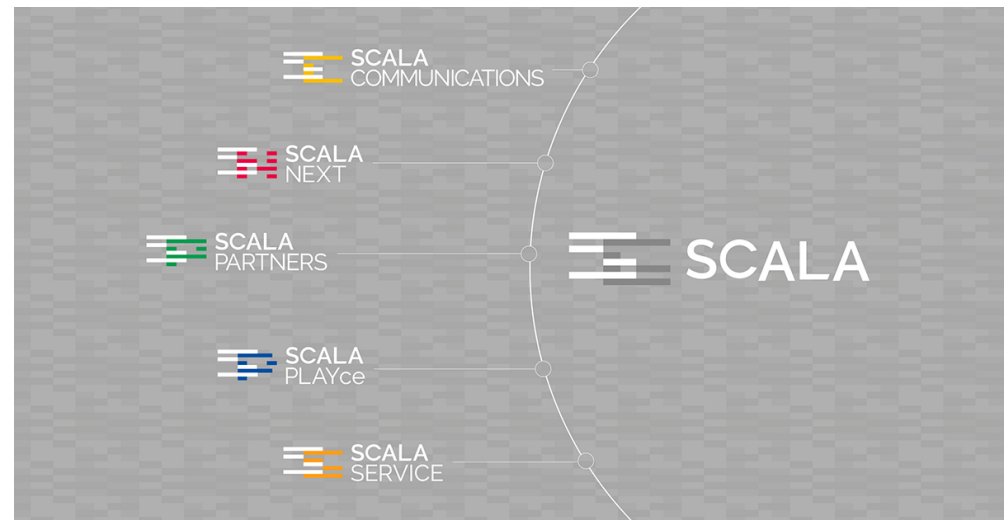 SCALA
COMMUNICATIONS
SCALA
NEXT
SCALA
PARTNERS
SCALA
PLAYce
SCALA
SERVICE
SCALA